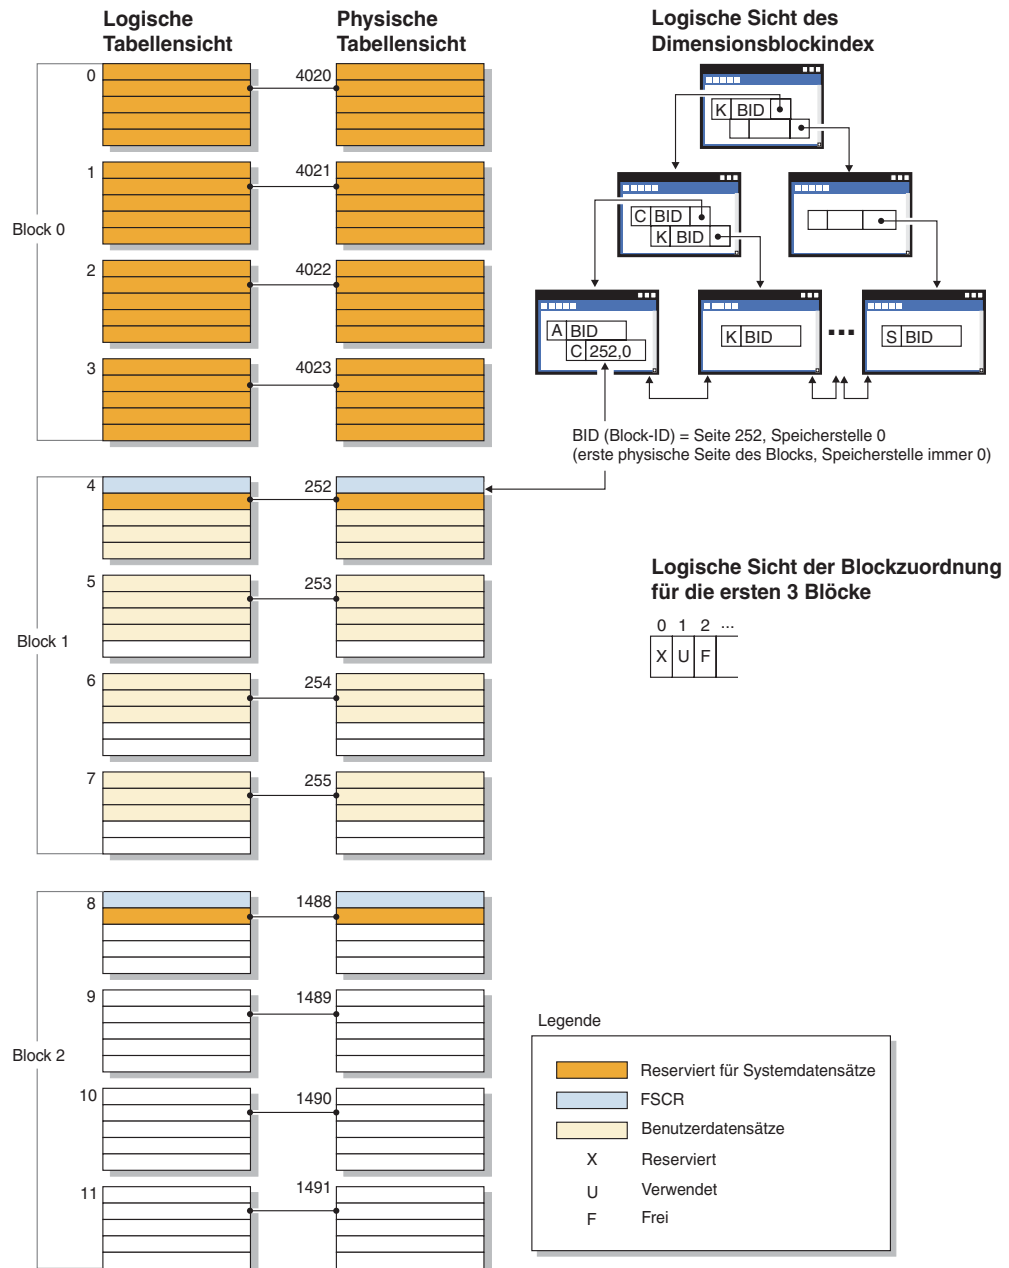 Logische
Tabellensicht
Physische
Tabellensicht
Block 0
0
4020
1
4021
2
4022
3
4023
Block 1
4
252
5
253
6
254
7
255
Block 2
8
1488
9
1489
10
1490
11
1491
Logische Sicht des
Dimensionsblockindex
K BID
C BID
K BID
A BID
C 252,0
K BID
S BID
BID (Block-ID) = Seite 252, Speicherstelle 0
(erste physische Seite des Blocks, Speicherstelle immer 0)
Logische Sicht der Blockzuordnung
für die ersten 3 Blöcke
0 1 2 ...
X U F
Legende
Reserviert für Systemdatensätze
FSCR
Benutzerdatensätze
X Reserviert
U Verwendet
F Frei